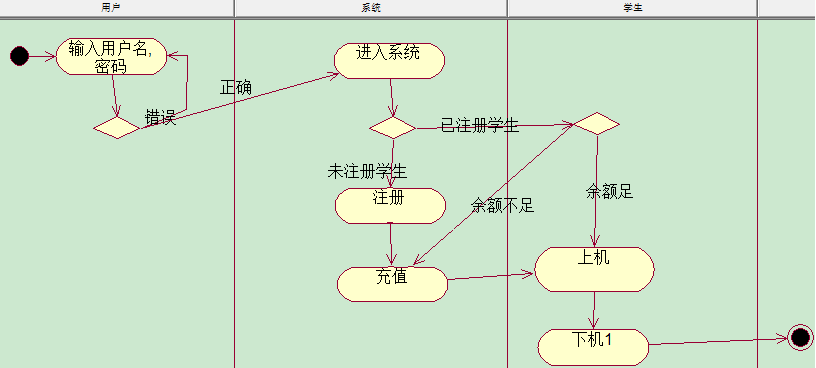 用户
系统
学生
输入用户名,
密码
进入系统
正确
错误
已注册学生
未注册学生
注册
余额不足
余额足
充值
上机
下机1